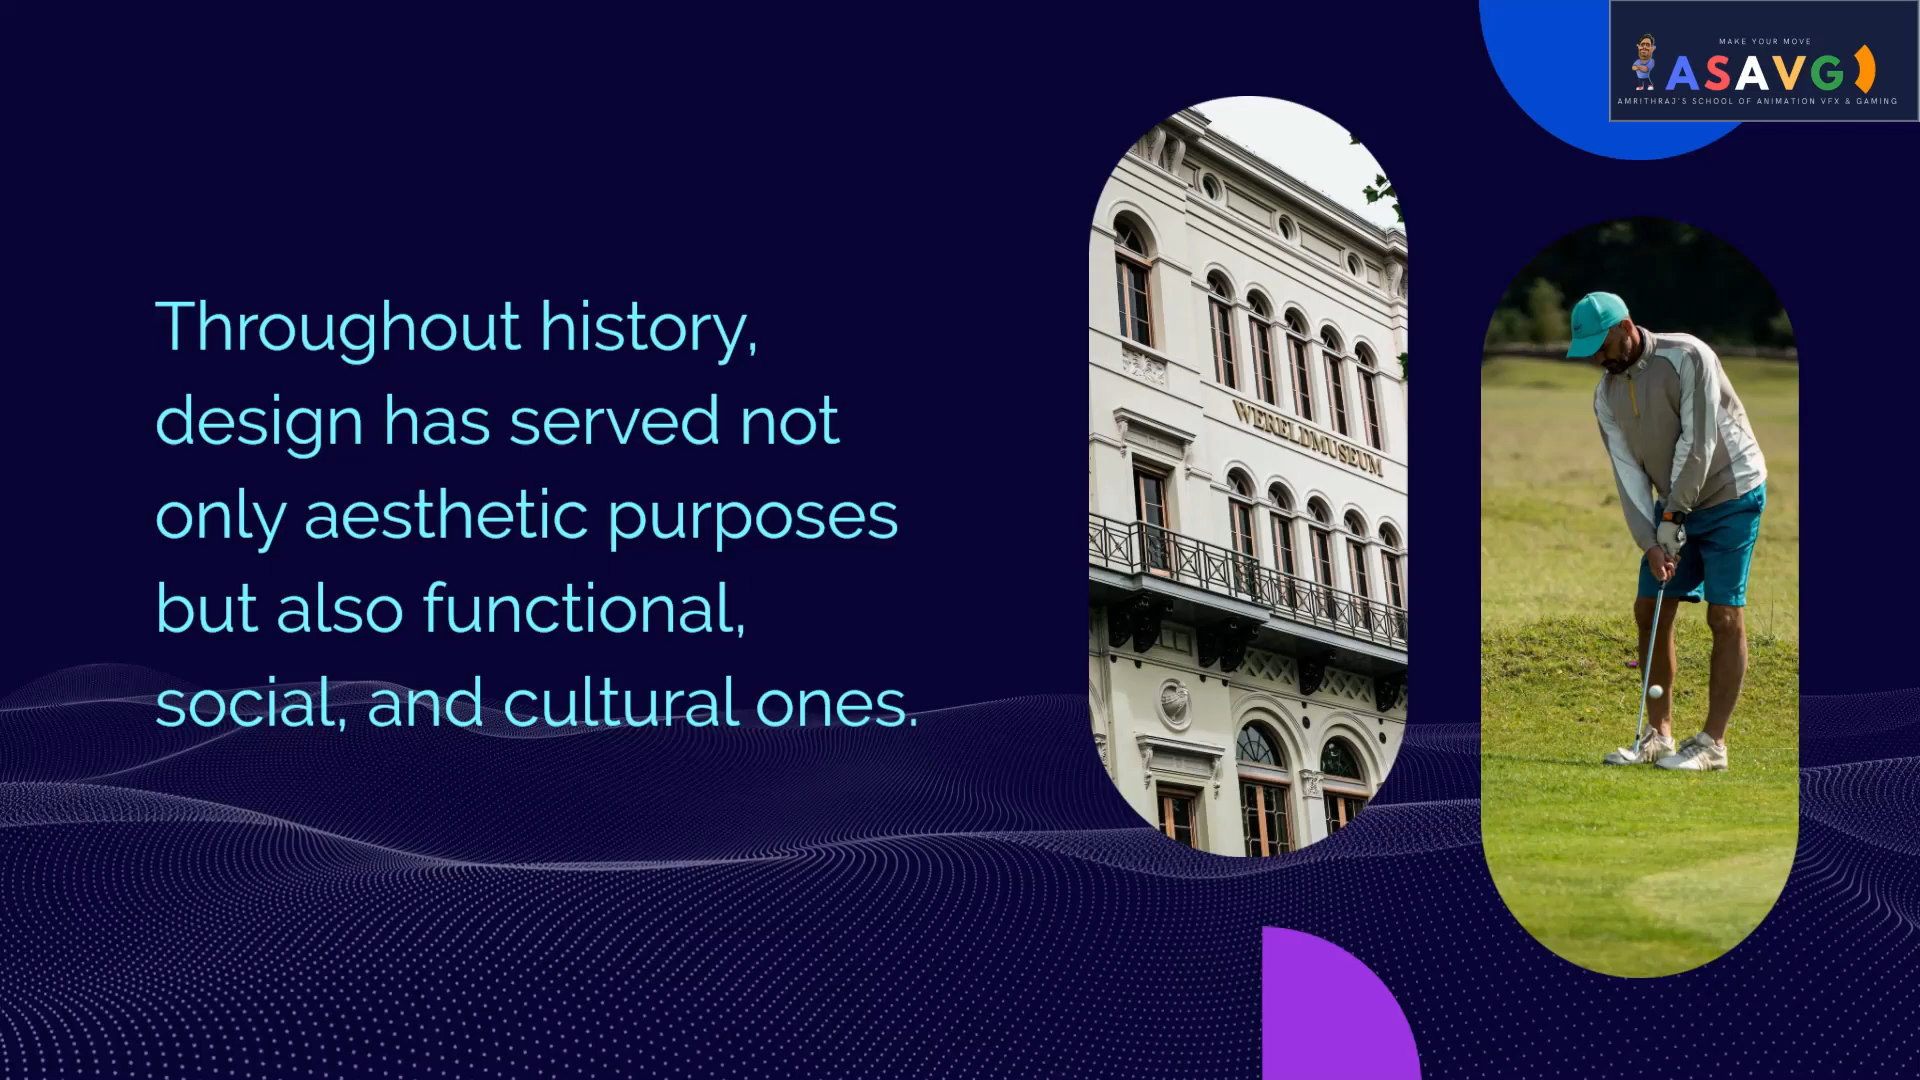 MAKE YOUR MOVE
ASAVG
AMRITHRAJ'S SCHOOL OF ANIMATION VFX & GAMING
Throughout history,
design has served not
only aesthetic purposes
but also functional,
social, and cultural ones.
WERELDMUSEUM